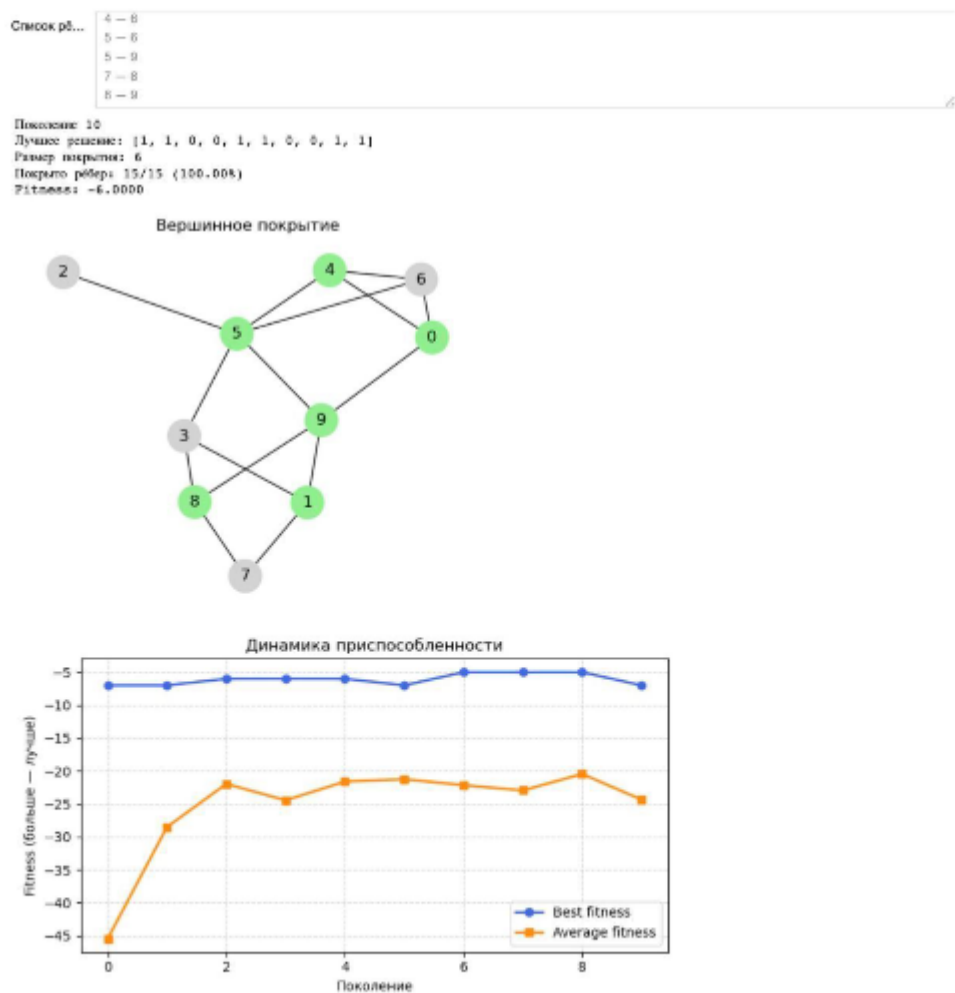 Список рё...
4 — 6
5 — 6
5 — 9
7 — 8
8 — 9
Поколение 10
Лучшее решение: [1, 1, 0, 0, 1, 1, 0, 0, 1, 1]
Размер покрытия: 6
Покрыто рёбер: 15/15 (100.00%)
Fitness: -6.0000
Вершинное покрытие
2
4
6
5
0
9
3
8
1
7
Динамика приспособленности
Fitness (больше — лучше)
−5
−10
−15
−20
−25
−30
−35
−40
−45
Best fitness
Average fitness
0 2 4 6 8
Поколение